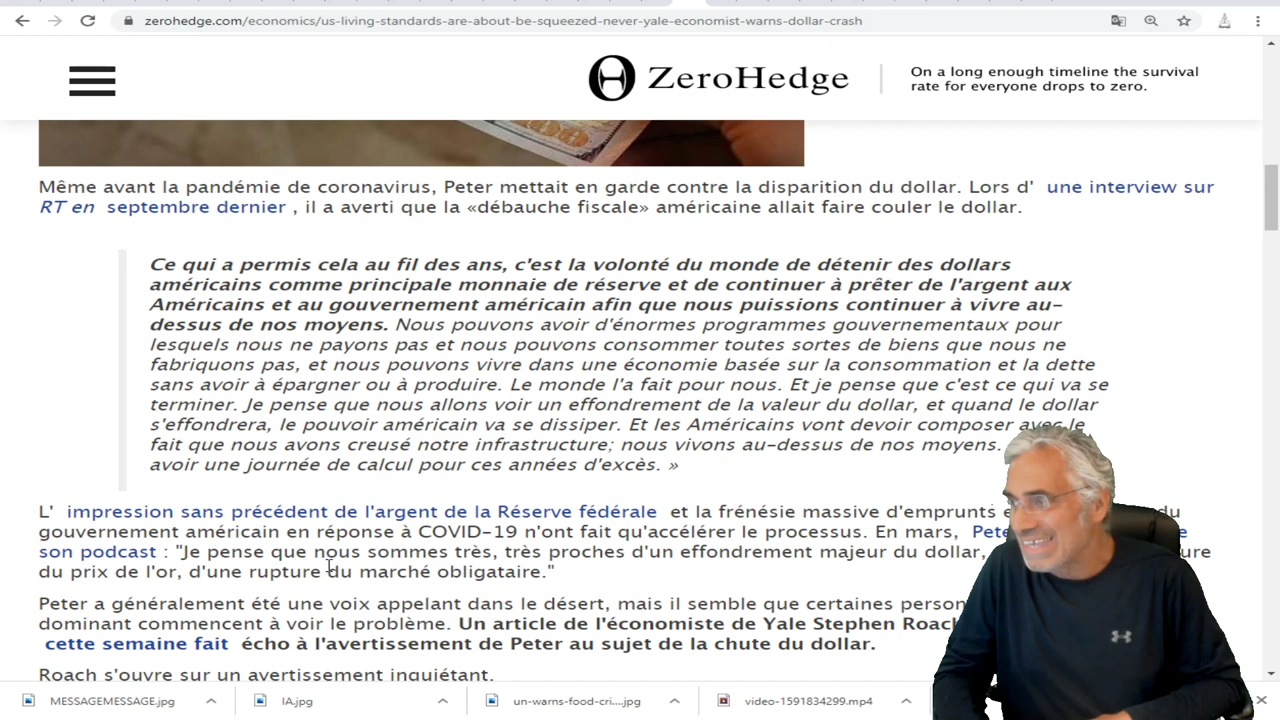 zerohedge.com/economics/us-living-standards-are-about-be-squeezed-never-yale-economist-warns-dollar-crash
ZeroHedge
On a long enough timeline the survival
rate for everyone drops to zero.
Même avant la pandémie de coronavirus, Peter mettait en garde contre la disparition du dollar. Lors d' une interview sur
RT en septembre dernier , il a averti que la «débauche fiscale» américaine allait faire couler le dollar.
Ce qui a permis cela au fil des ans, c'est la volonté du monde de détenir des dollars
américains comme principale monnaie de réserve et de continuer à prêter de l'argent aux
Américains et au gouvernement américain afin que nous puissions continuer à vivre au-
dessus de nos moyens. Nous pouvons avoir d'énormes programmes gouvernementaux pour
lesquels nous ne payons pas et nous pouvons consommer toutes sortes de biens que nous ne
fabriquons pas, et nous pouvons vivre dans une économie basée sur la consommation et la dette
sans avoir à épargner ou à produire. Le monde l'a fait pour nous. Et je pense que c'est ce qui va se
terminer. Je pense que nous allons voir un effondrement de la valeur du dollar, et quand le dollar
s'effondrera, le pouvoir américain va se dissiper. Et les Américains vont devoir composer avec le
fait que nous avons creusé notre infrastructure; nous vivons au-dessus de nos moyens.
avoir une journée de calcul pour ces années d'excès. »
L' impression sans précédent de l'argent de la Réserve fédérale et la frénésie massive d'emprunts du
gouvernement américain en réponse à COVID-19 n'ont fait qu'accélérer le processus. En mars,
son podcast : "Je pense que nous sommes très, très proches d'un effondrement majeur du dollar,
du prix de l'or, d'une rupture du marché obligataire."
Peter a généralement été une voix appelant dans le désert, mais il semble que certaines
dominant commencent à voir le problème. Un article de l'économiste de Yale Stephen Roach
cette semaine fait écho à l'avertissement de Peter au sujet de la chute du dollar.
Roach s'ouvre sur un avertissement inquiétant.
MESSAGEMESSAGE.jpg
IA.jpg
un-warns-food-cri....jpg
video-1591834299.mp4